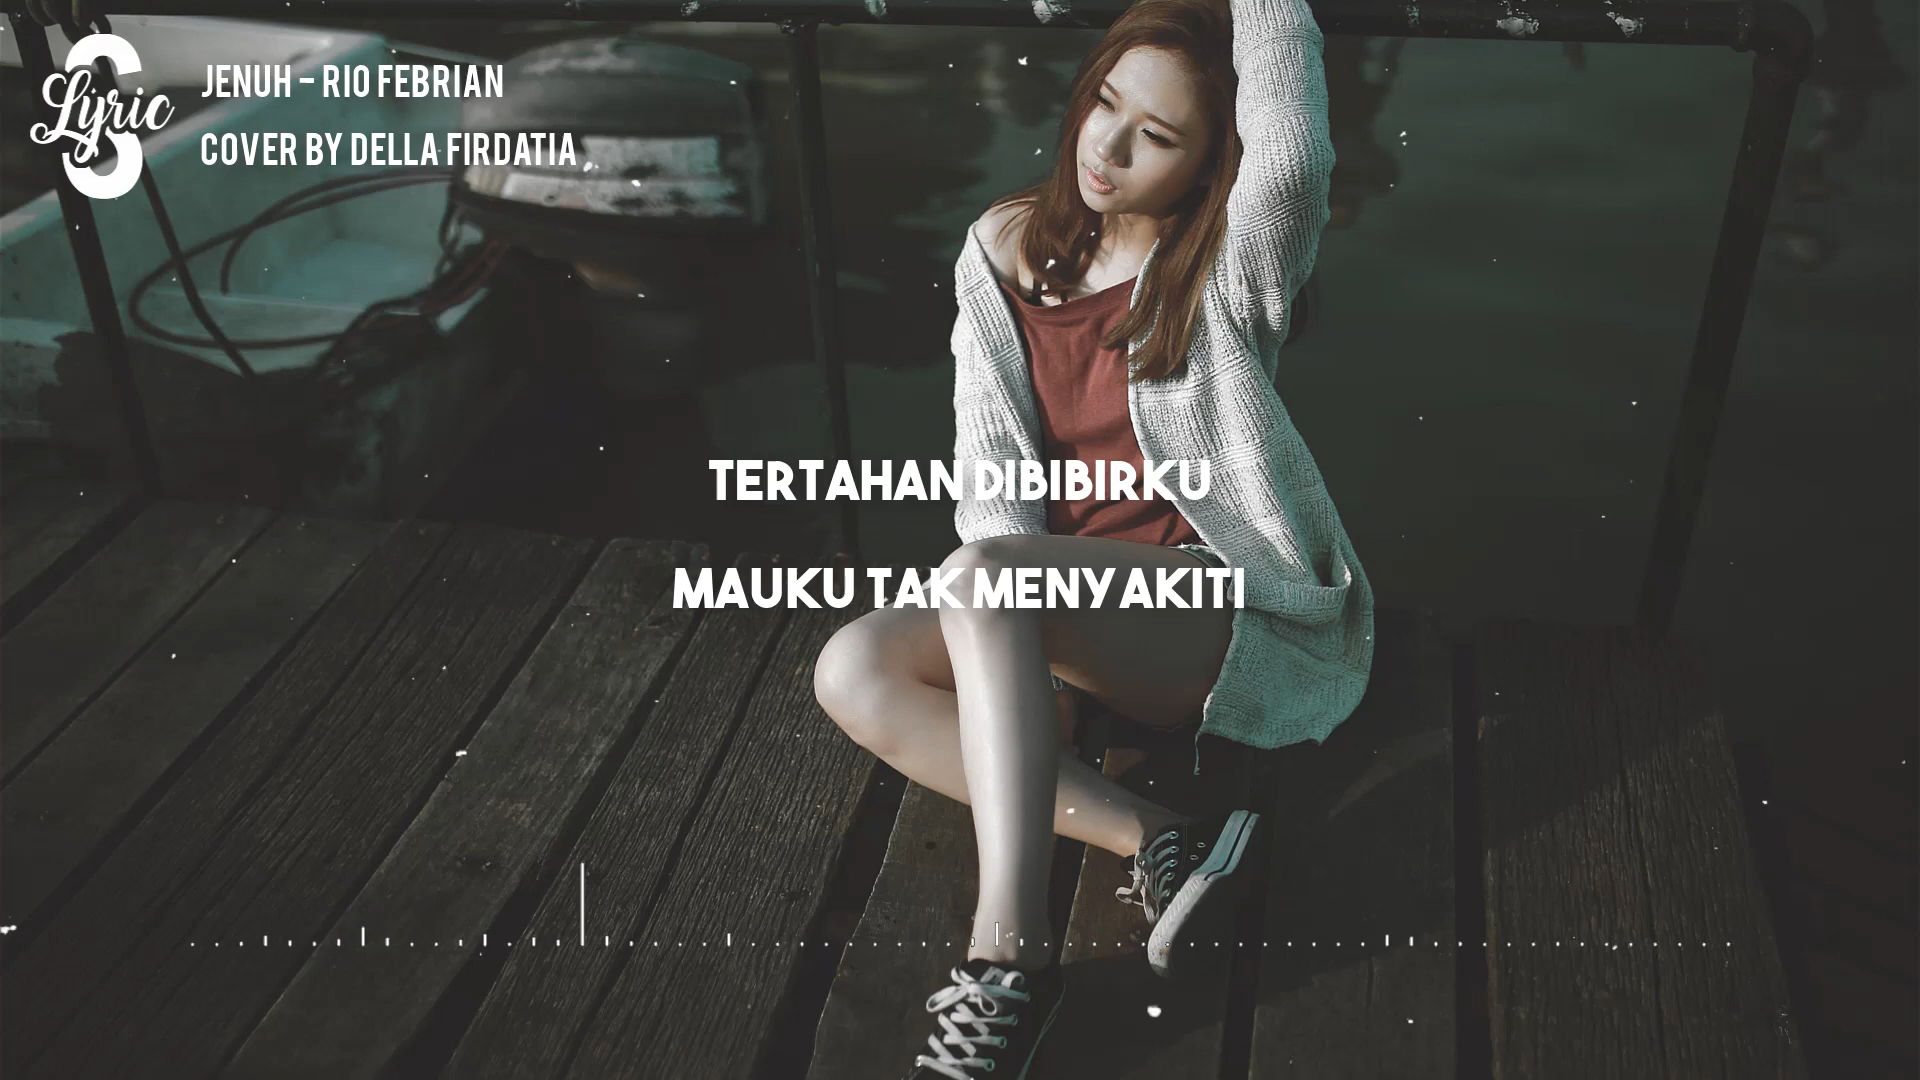 S
Lyric
JENUH – RIO FEBRIAN
COVER BY DELLA FIRDATIA
TERTAHAN DIBIBIRKU
MAUKU TAK MENYAKITI